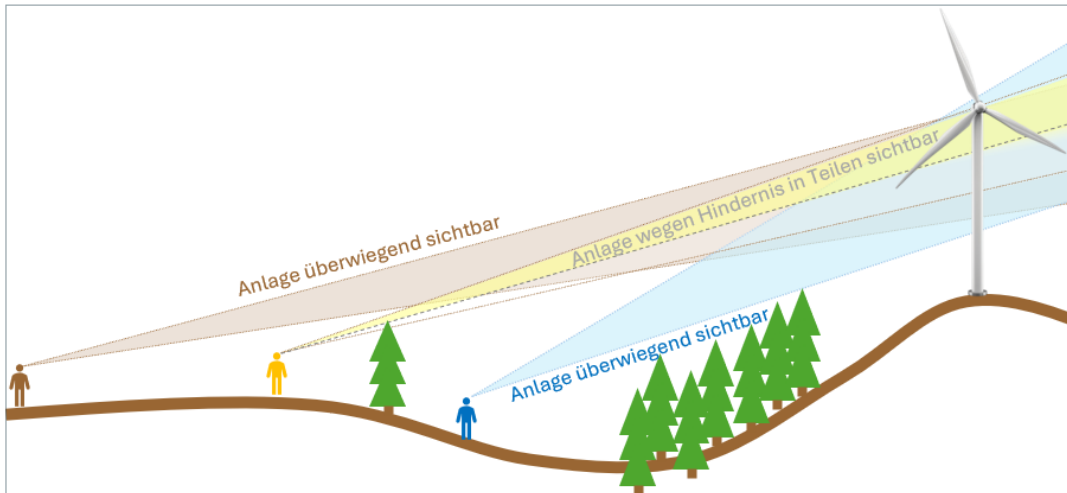 Anlage überwiegend sichtbar
Anlage wegen Hindernis in Teilen sichtbar
Anlage überwiegend sichtbar